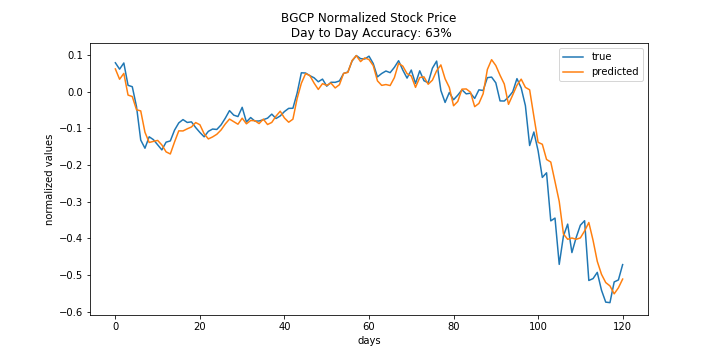 BGCP Normalized Stock Price
Day to Day Accuracy: 63%
true
predicted
normalized values
0.1
0.0
−0.1
−0.2
−0.3
−0.4
−0.5
−0.6
0 20 40 60 80 100 120
days